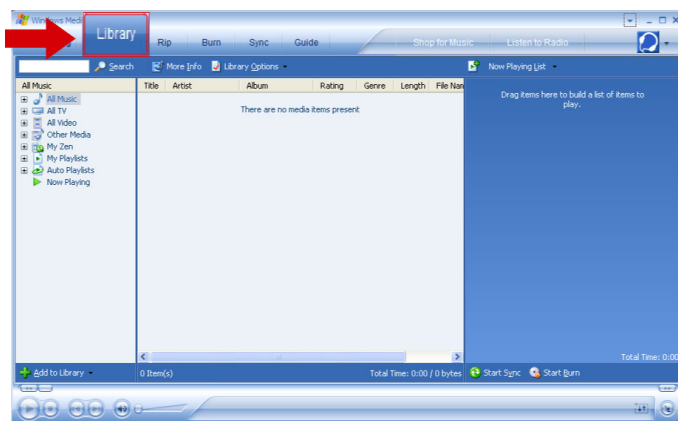 Windows Medi
Library
Rip Burn Sync Guide Shop for Music Listen to Radio
Search More Info Library Options Now Playing List
All Music Title Artist Album Rating Genre Length File Nan
All Music
All TV
All Video
Other Media
My Zen
My Playlists
Auto Playlists
Now Playing
There are no media items present
Drag items here to build a list of items to
play.
Total Time: 0:00
Add to Library 0 Item(s) Total Time: 0:00 / 0 bytes Start Sync Start Burn